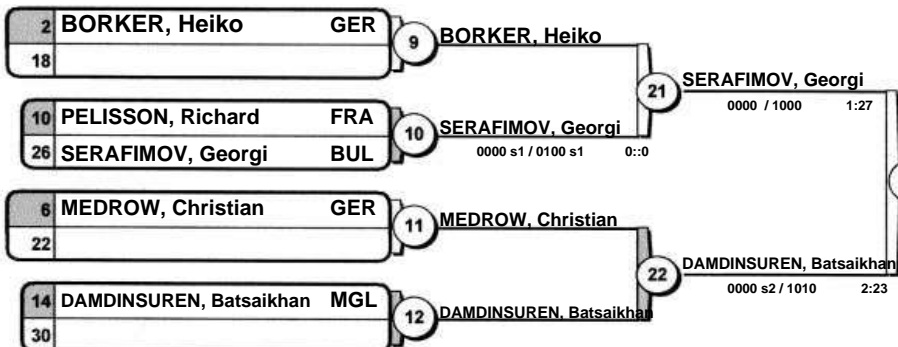 2 BORKER, Heiko GER
18
9
BORKER, Heiko
10 PELISSON, Richard FRA
26 SERAFIMOV, Georgi BUL
10
SERAFIMOV, Georgi
0000 s1 / 0100 s1 0::0
21
SERAFIMOV, Georgi
0000 / 1000 1:27
6 MEDROW, Christian GER
22
11
MEDROW, Christian
14 DAMDINSUREN, Batsaikhan MGL
30
12
DAMDINSUREN, Batsaikhan
22
DAMDINSUREN, Batsaikhan
0000 s2 / 1010 2:23